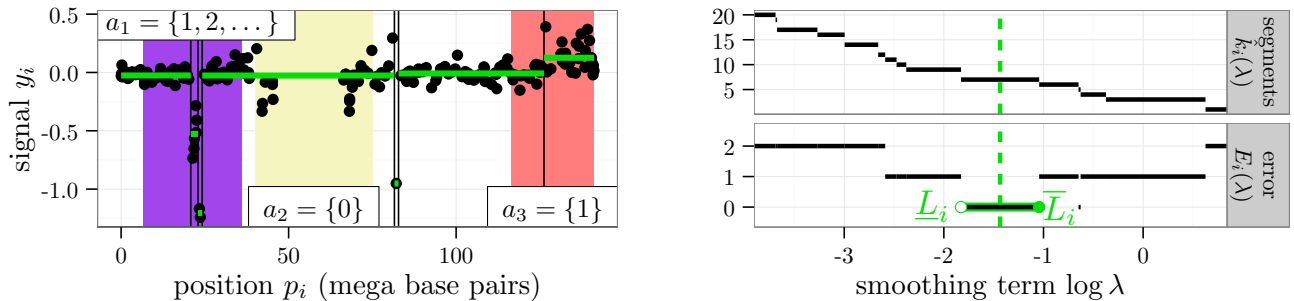 a₁ = {1, 2, . . .}
a₂ = {0}
a₃ = {1}
0.5
0.0
-0.5
-1.0
signal yᵢ
0
50
100
position pᵢ (mega base pairs)
20
15
10
5
segments
k̂ᵢ(λ)
2
1
0
error
Eᵢ(λ)
L̲ᵢ
L̅ᵢ
-3
-2
-1
0
smoothing term log λ